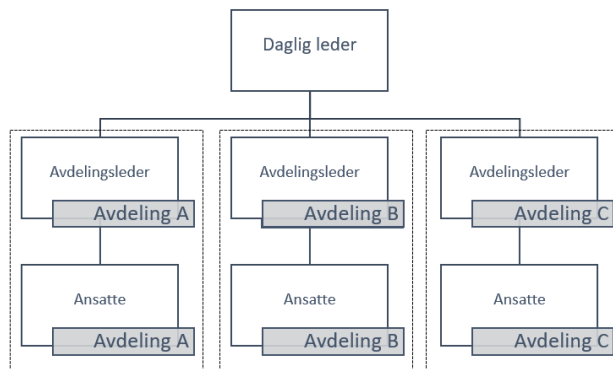 Daglig leder
Avdelingsleder
Avdeling A
Avdelingsleder
Avdeling B
Avdelingsleder
Avdeling C
Ansatte
Avdeling A
Ansatte
Avdeling B
Ansatte
Avdeling C